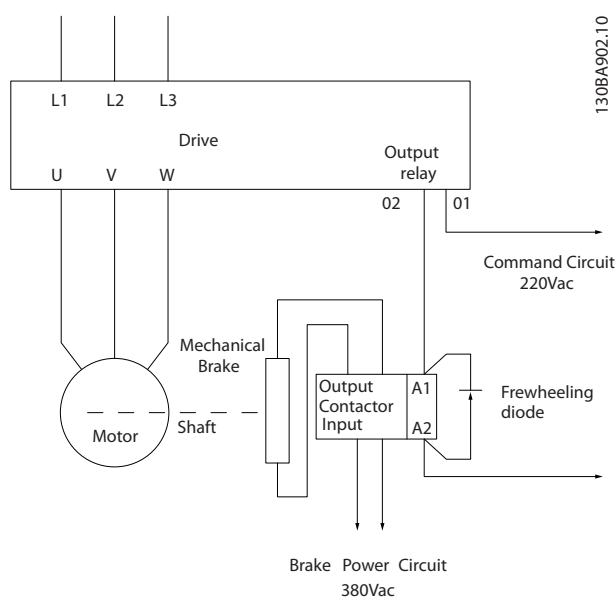 130BA902.10
L1 L2 L3
Drive
U V W
Output
relay
02 01
Command Circuit
220Vac
Mechanical
Brake
Output
Contactor
Input
A1
A2
Frewheeling
diode
Motor
Shaft
Brake Power Circuit
380Vac